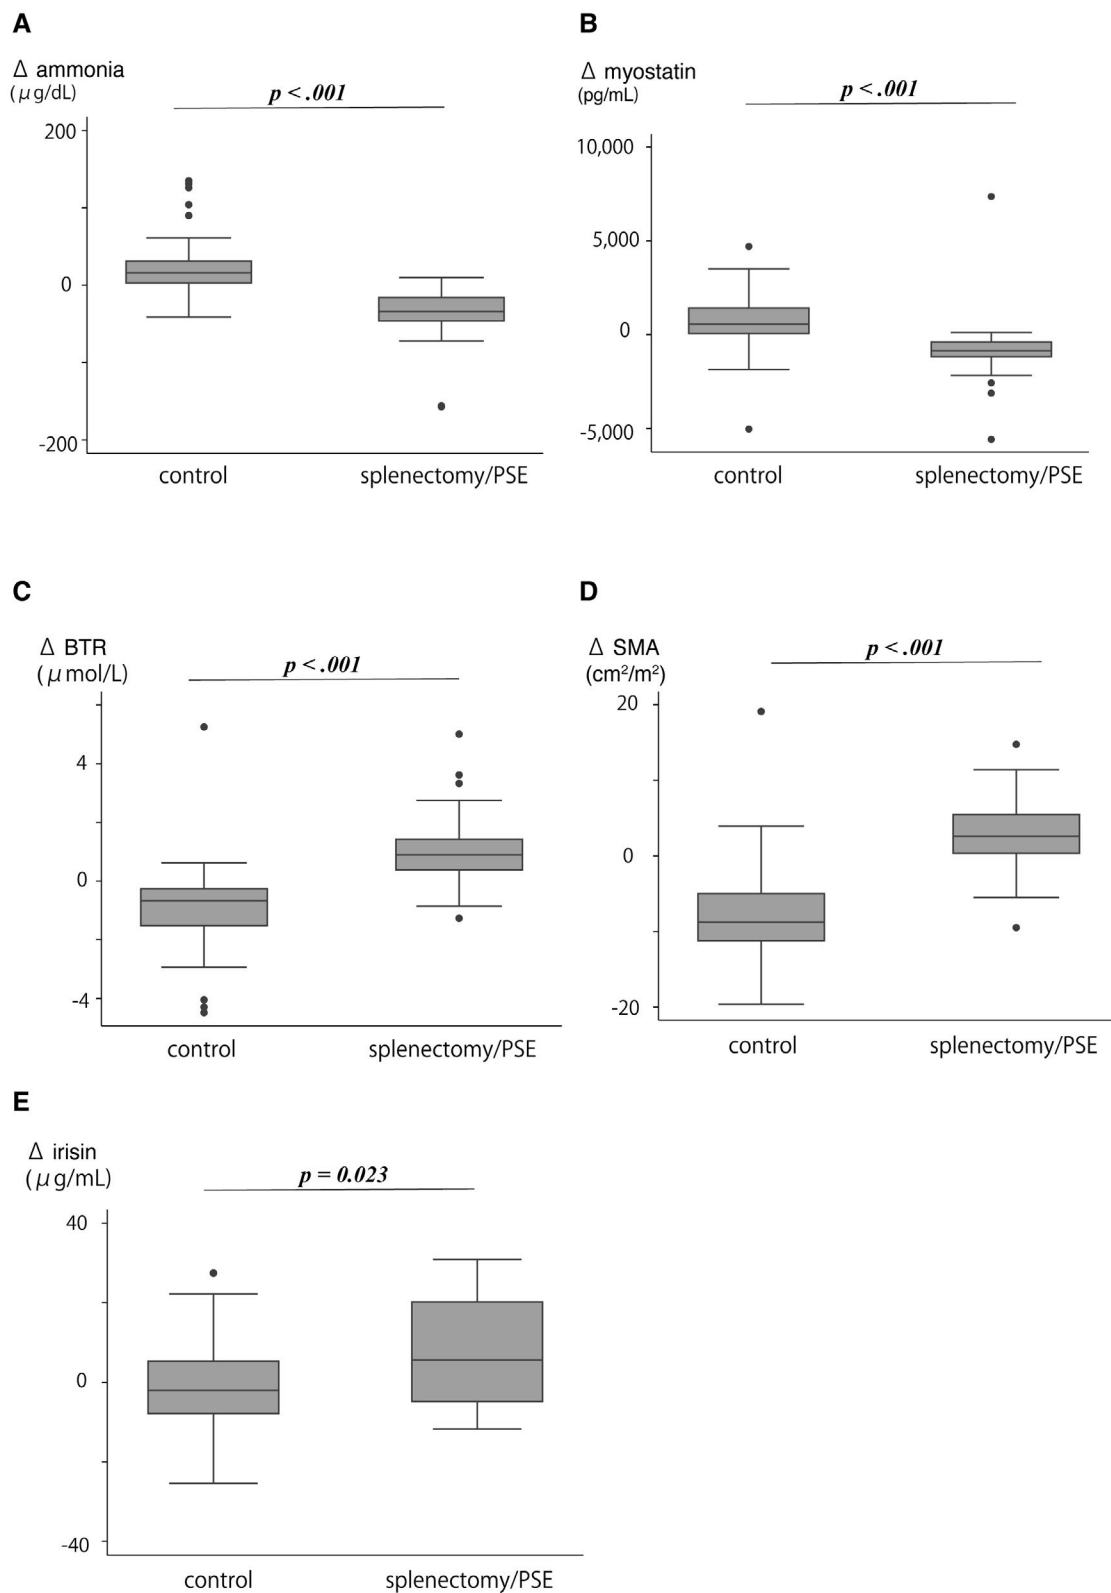 A
Δ ammonia
(μg/dL)
p < .001
200
0
-200
control splenectomy/PSE
B
Δ myostatin
(pg/mL)
p < .001
10,000
5,000
0
-5,000
control splenectomy/PSE
C
Δ BTR
(μmol/L)
p < .001
4
0
-4
control splenectomy/PSE
D
Δ SMA
(cm²/m²)
p < .001
20
0
-20
control splenectomy/PSE
E
Δ irisin
(μg/mL)
p = 0.023
40
0
-40
control splenectomy/PSE